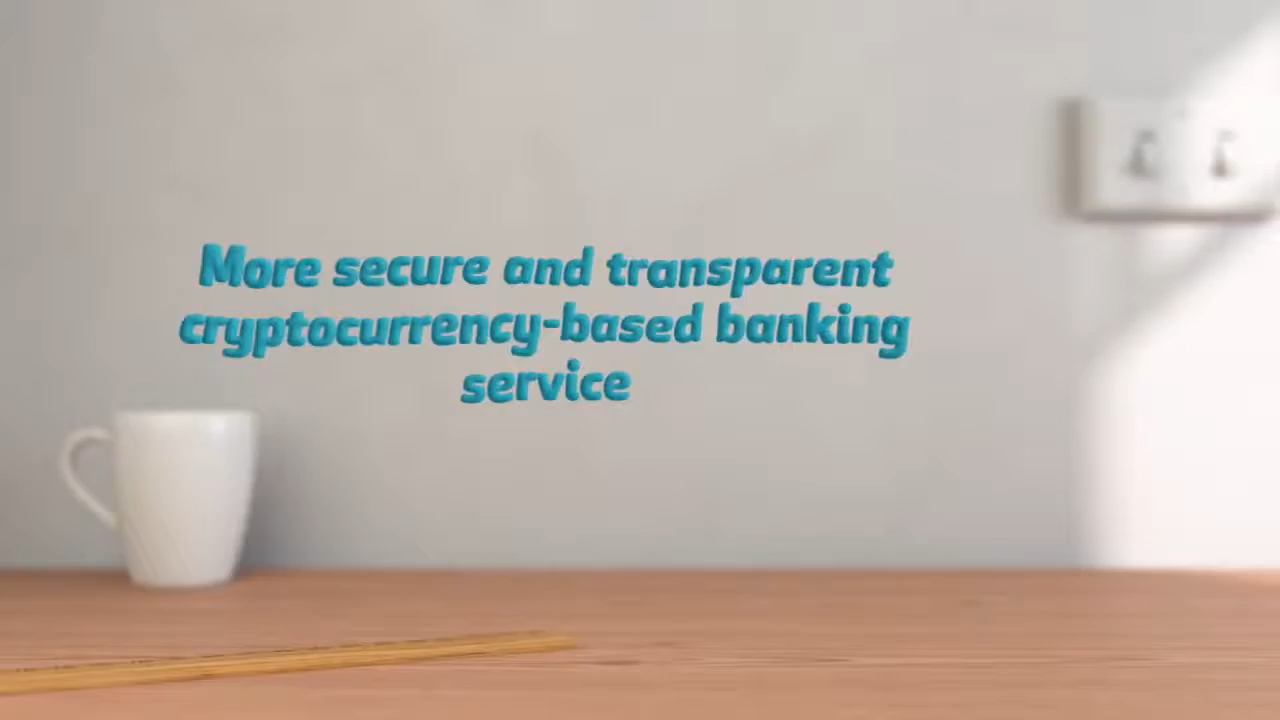 More secure and transparent
cryptocurrency-based banking
service